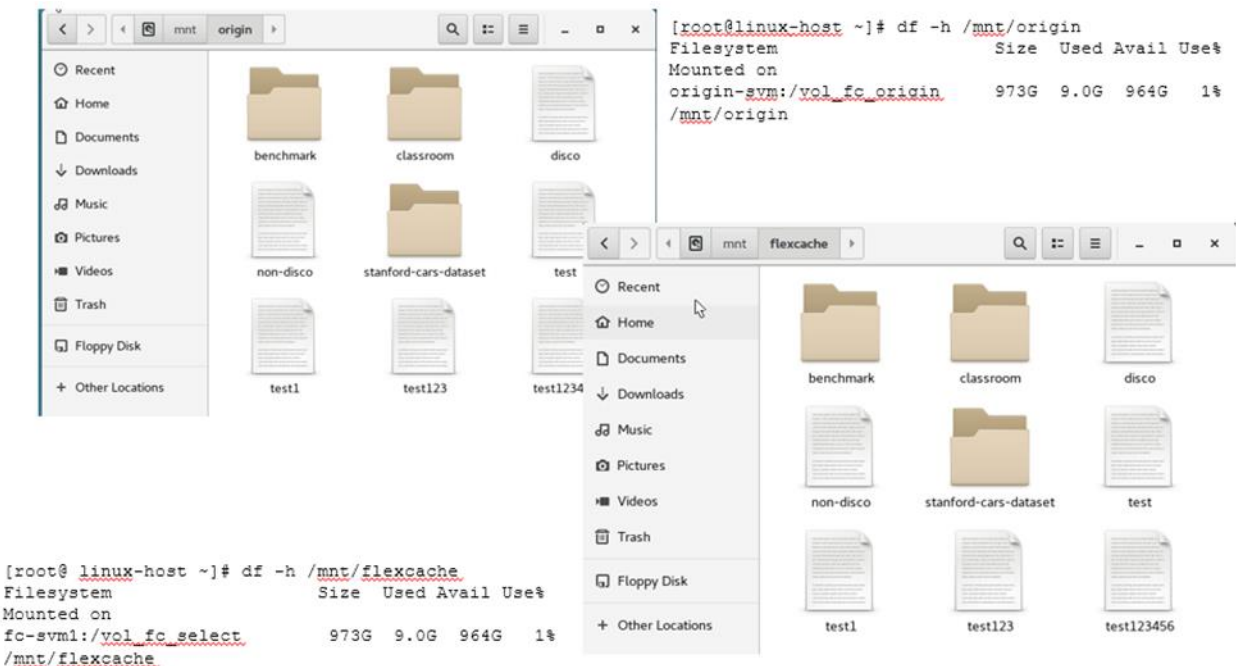 mnt origin
Recent
Home
Documents
Downloads
Music
Pictures
Videos
Trash
Floppy Disk
+ Other Locations
benchmark classroom disco
non-disco stanford-cars-dataset test
test1 test123 test1234
[root@linux-host ~]# df -h /mnt/origin
Filesystem Size Used Avail Use%
Mounted on
origin-svm:/vol_fc_origin 973G 9.0G 964G 1%
/mnt/origin
mnt flexcache
Recent
Home
Documents
Downloads
Music
Pictures
Videos
Trash
Floppy Disk
+ Other Locations
benchmark classroom disco
non-disco stanford-cars-dataset test
test1 test123 test123456
[root@ linux-host ~]# df -h /mnt/flexcache
Filesystem Size Used Avail Use%
Mounted on
fc-svm1:/vol_fc_select 973G 9.0G 964G 1%
/mnt/flexcache